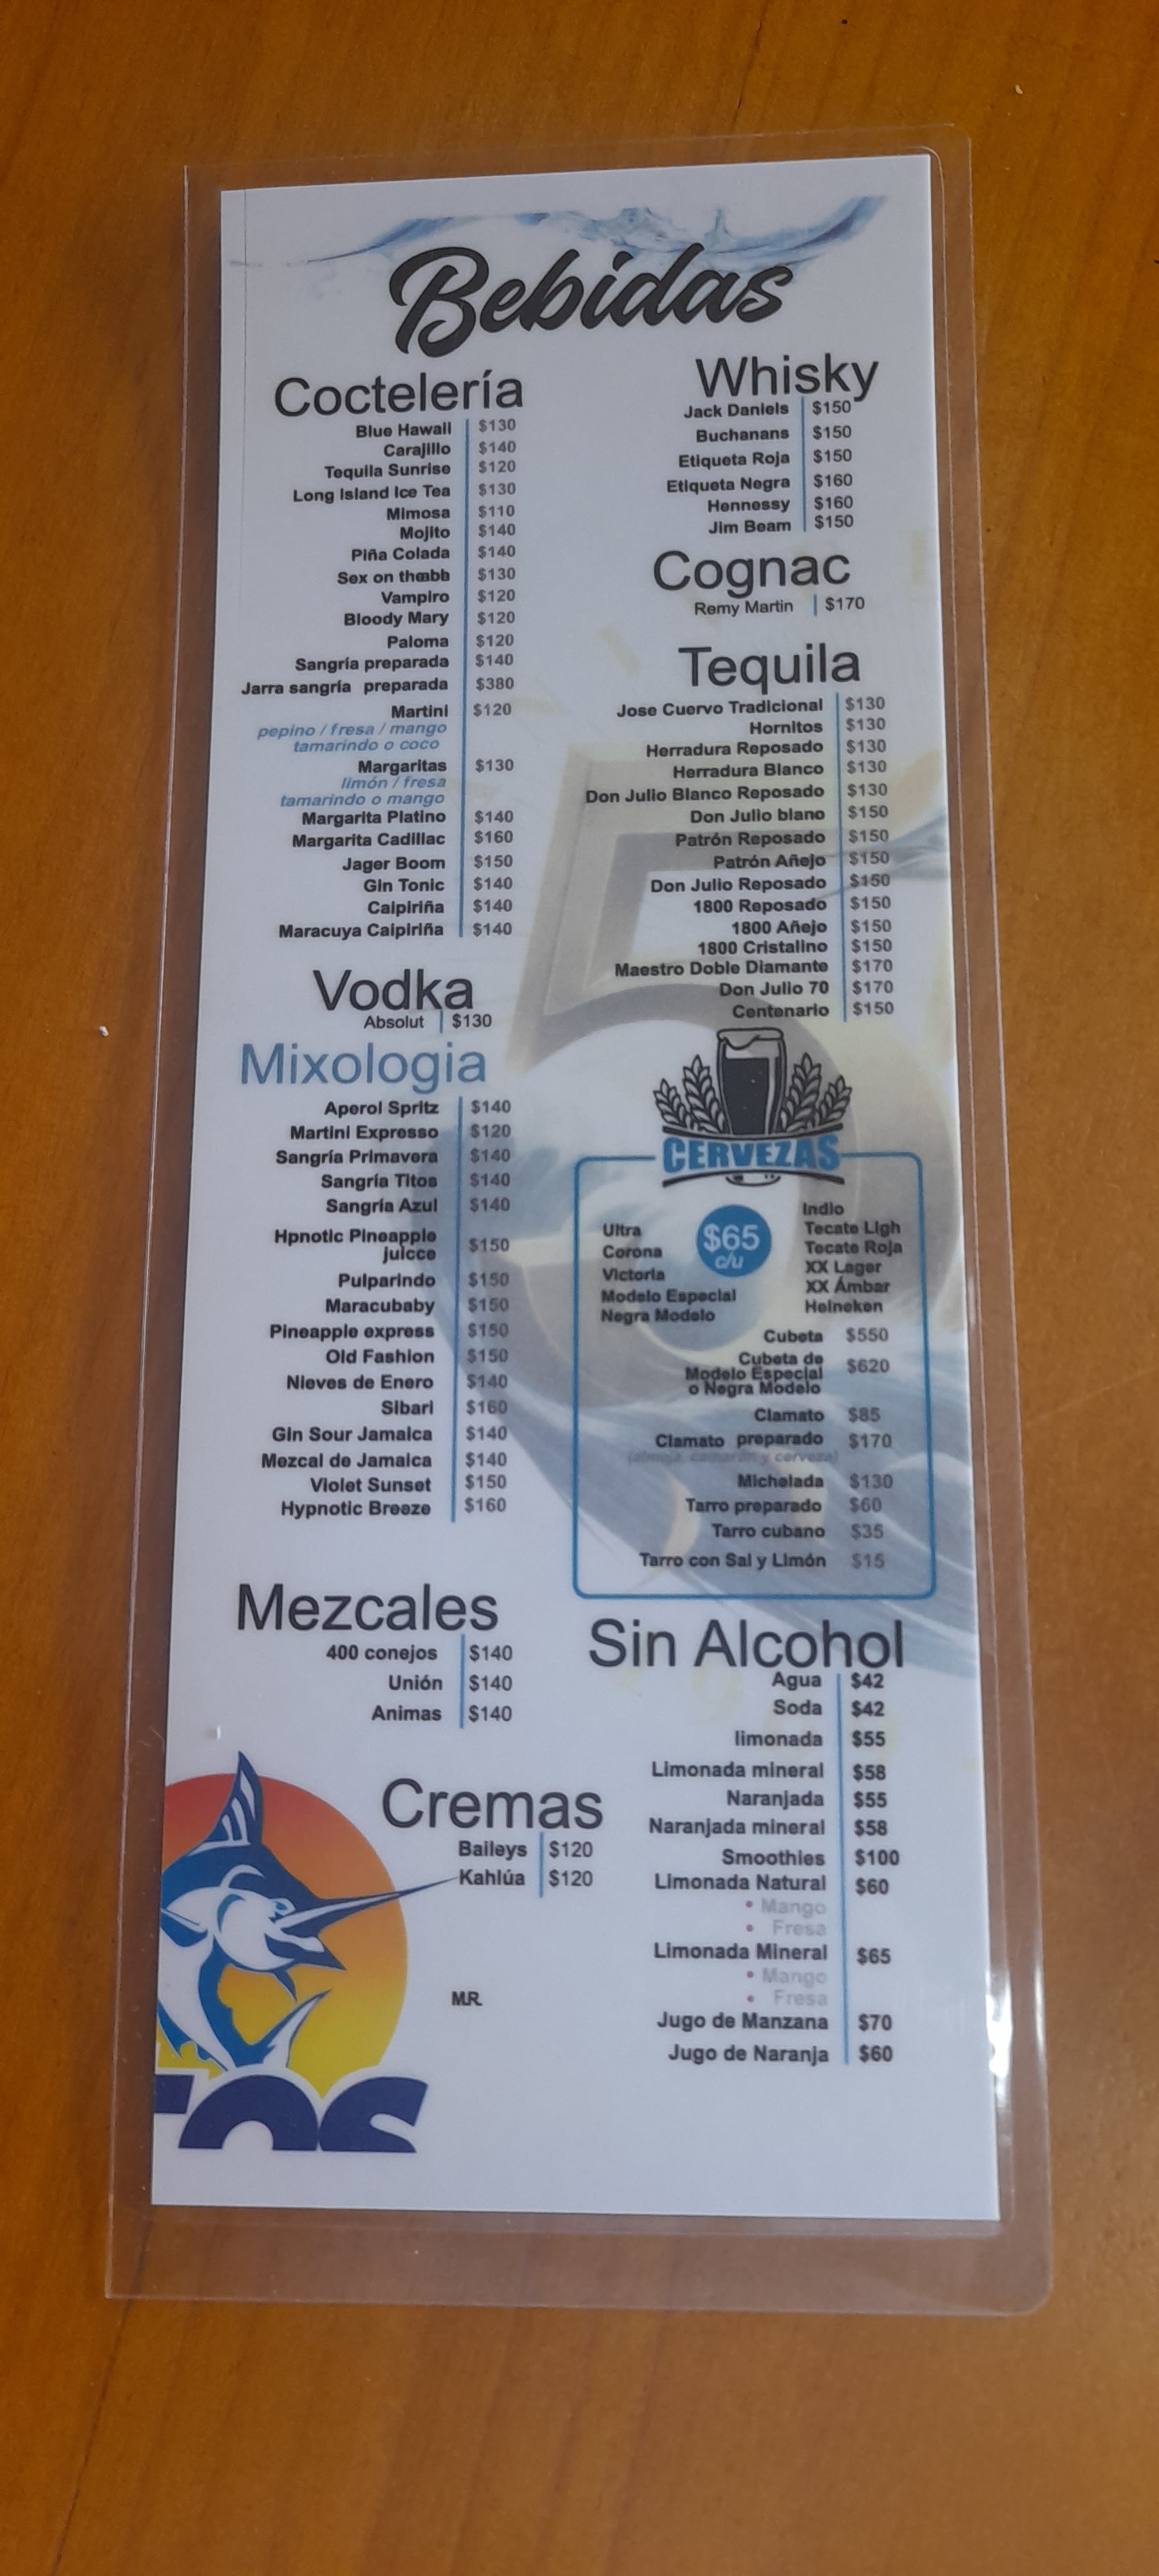 Bebidas
Coctelería
Blue Hawaii $130
Carajillo $140
Tequila Sunrise $120
Long Island Ice Tea $130
Mimosa $110
Mojito $140
Piña Colada $140
Sex on $130
Vampiro $120
Bloody Mary $120
Paloma $120
Sangría preparada $140
Jarra sangría preparada $380
Martini $120
pepino / fresa / mango
tamarindo o coco
Margaritas $130
limón / fresa
tamarindo o mango
Margarita Platino $140
Margarita Cadillac $160
Jager Boom $150
Gin Tonic $140
Caipiriña $140
Maracuya Caipiriña $140
Vodka
Absolut $130
Mixologia
Aperol Spritz $140
Martini Expresso $120
Sangría Primavera $140
Sangría Titos $140
Sangría Azul $140
Hpnotic Pineapple
juicce $150
Pulparindo $150
Maracubaby $150
Pineapple express $150
Old Fashion $150
Nieves de Enero $140
Sibari $160
Gin Sour Jamaica $140
Mezcal de Jamaica $140
Violet Sunset $150
Hypnotic Breeze $160
Mezcales
400 conejos $140
Unión $140
Animas $140
Cremas
Baileys $120
Kahlúa $120
M.R.
TOS
Whisky
Jack Daniels $150
Buchanans $150
Etiqueta Roja $150
Etiqueta Negra $160
Hennessy $160
Jim Beam $150
Cognac
Remy Martin $170
Tequila
Jose Cuervo Tradicional $130
Hornitos $130
Herradura Reposado $130
Herradura Blanco $130
Don Julio Blanco Reposado $130
Don Julio blano $150
Patrón Reposado $150
Patrón Añejo $150
Don Julio Reposado $150
1800 Reposado $150
1800 Añejo $150
1800 Cristalino $150
Maestro Doble Diamante $170
Don Julio 70 $170
Centenario $150
CERVEZAS
$65
c/u
Ultra
Corona
Victoria
Modelo Especial
Negra Modelo
Indio
Tecate Ligh
Tecate Roja
XX Lager
XX Ámbar
Heineken
Cubeta $550
Cubeta de
Modelo Especial
o Negra Modelo $620
Clamato $85
Clamato preparado $170
(almeja, camarón y cerveza)
Michelada $130
Tarro preparado $60
Tarro cubano $35
Tarro con Sal y Limón $15
Sin Alcohol
Agua $42
Soda $42
limonada $55
Limonada mineral $58
Naranjada $55
Naranjada mineral $58
Smoothies $100
Limonada Natural $60
• Mango
• Fresa
Limonada Mineral $65
• Mango
• Fresa
Jugo de Manzana $70
Jugo de Naranja $60